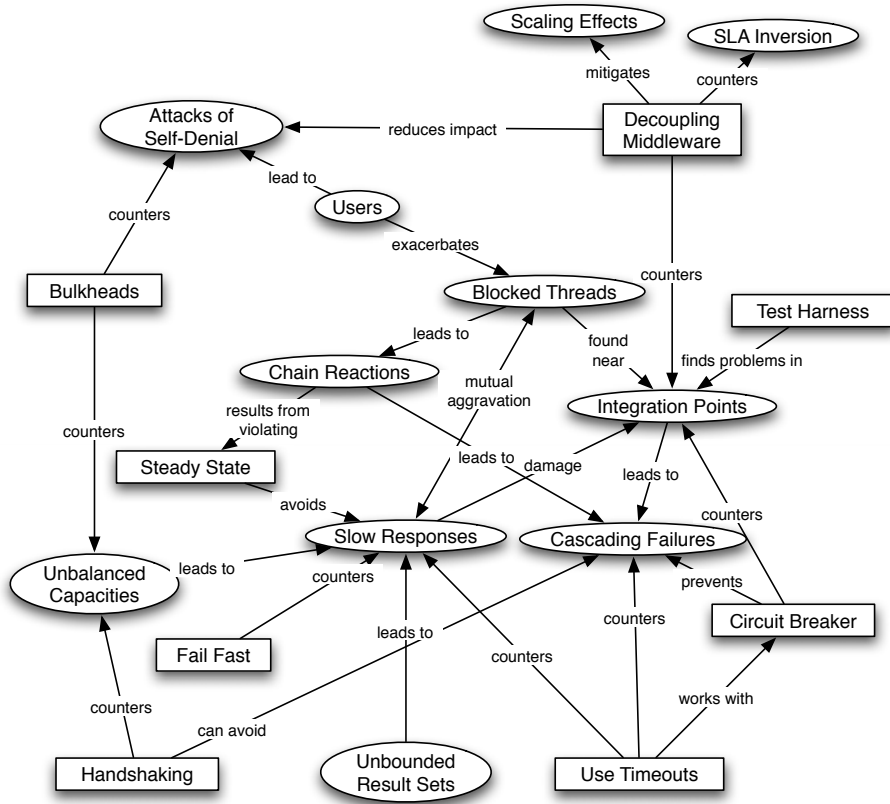 Scaling Effects
SLA Inversion
mitigates
counters
Attacks of
Self-Denial
reduces impact
Decoupling
Middleware
lead to
Users
counters
exacerbates
counters
Bulkheads
Blocked Threads
Test Harness
leads to
found
near
finds problems in
Chain Reactions
mutual
aggravation
Integration Points
results from
violating
counters
Steady State
leads to
damage
leads to
avoids
counters
Slow Responses
Cascading Failures
Unbalanced
Capacities
leads to
counters
prevents
leads to
counters
Circuit Breaker
Fail Fast
counters
counters
can avoid
works with
Handshaking
Unbounded
Result Sets
Use Timeouts